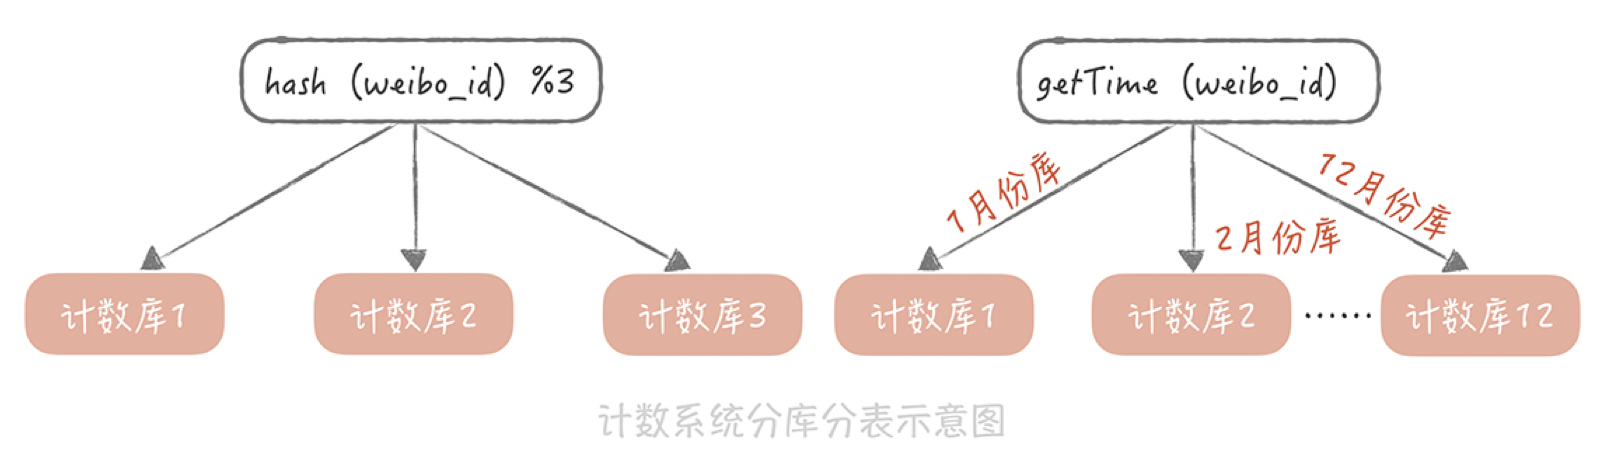 hash (weibo_id) %3
计数库1
计数库2
计数库3
getTime (weibo_id)
1月份库
2月份库
12月份库
计数库1
计数库2
······
计数库12
计数系统分库分表示意图